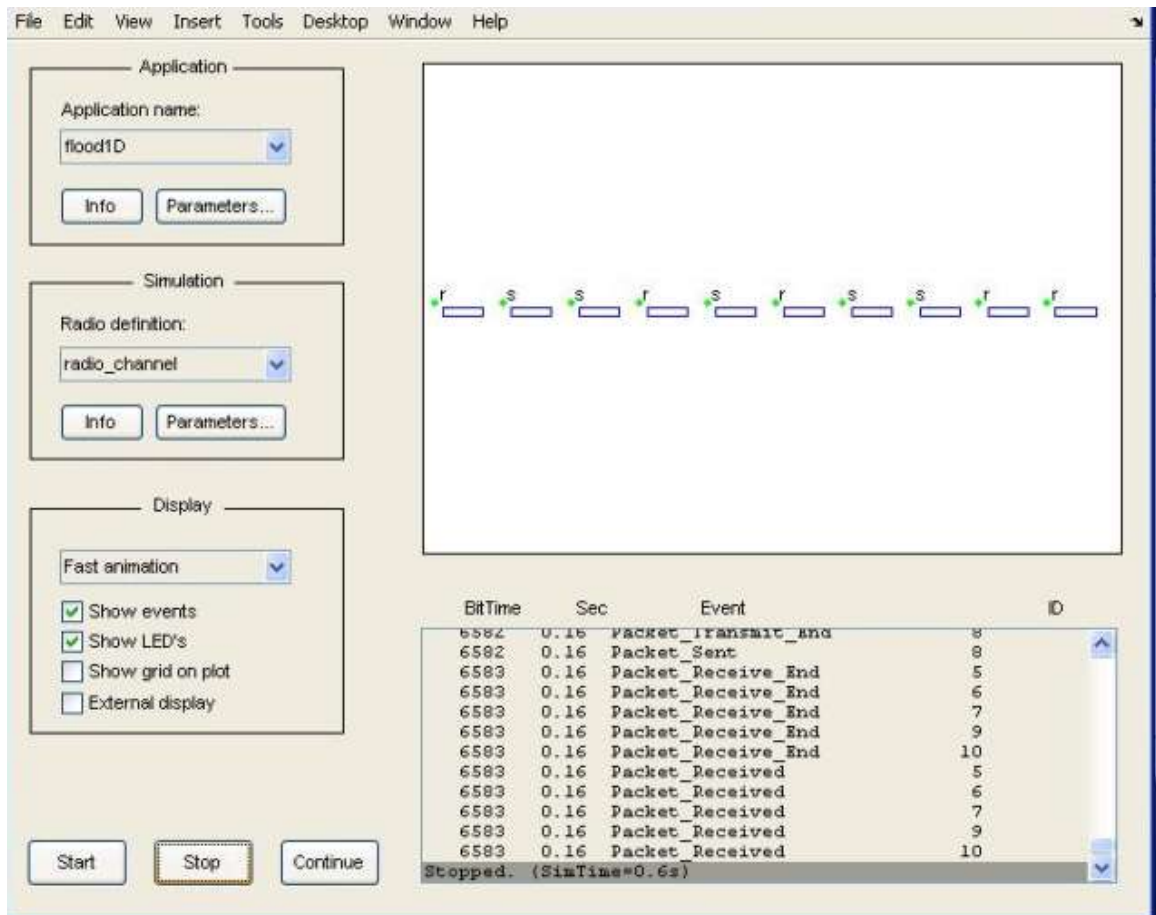 File Edit View Insert Tools Desktop Window Help
Application
Application name:
flood1D
Info Parameters...
Simulation
Radio definition:
radio_channel
Info Parameters...
Display
Fast animation
Show events
Show LED's
Show grid on plot
External display
Start Stop Continue
r s s r s r s s r r
BitTime Sec Event ID
6582 0.16 Packet_Transmit_End 8
6582 0.16 Packet_Sent 8
6583 0.16 Packet_Receive_End 5
6583 0.16 Packet_Receive_End 6
6583 0.16 Packet_Receive_End 7
6583 0.16 Packet_Receive_End 9
6583 0.16 Packet_Receive_End 10
6583 0.16 Packet_Received 5
6583 0.16 Packet_Received 6
6583 0.16 Packet_Received 7
6583 0.16 Packet_Received 9
6583 0.16 Packet_Received 10
Stopped. (SimTime=0.6s)